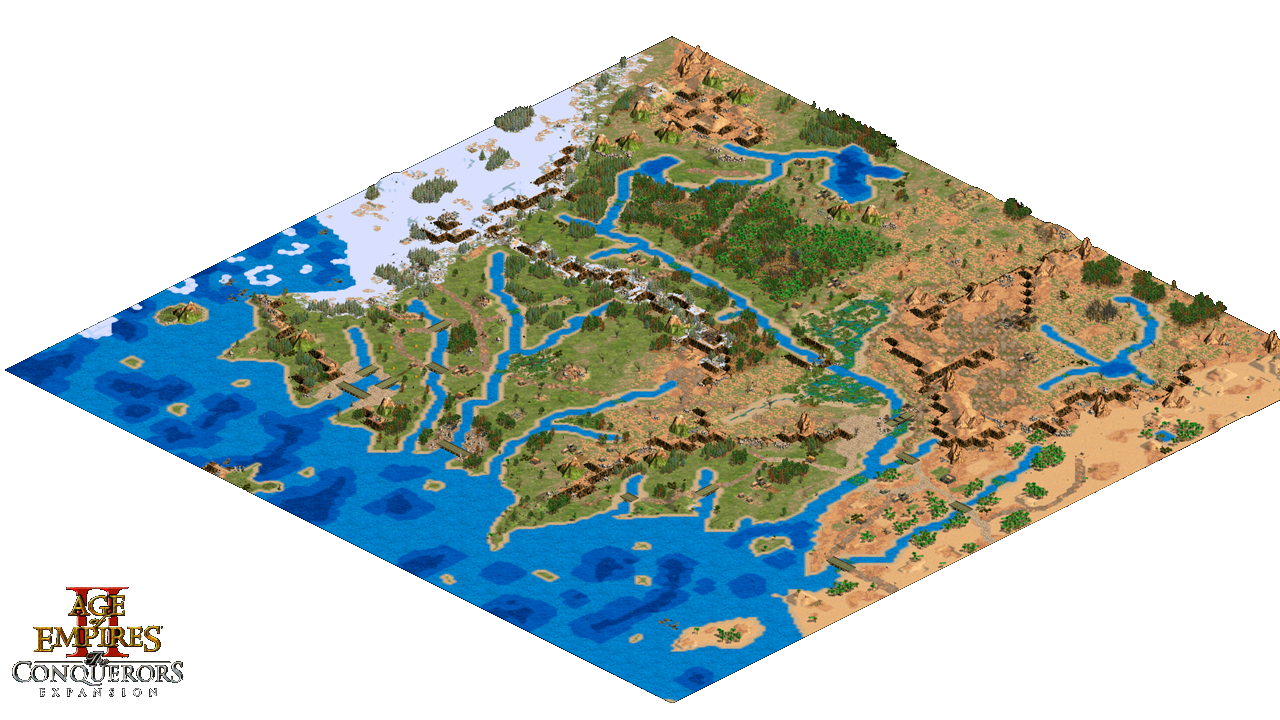 AGE
of
EMPIRES
II
The
CONQUERORS
EXPANSION